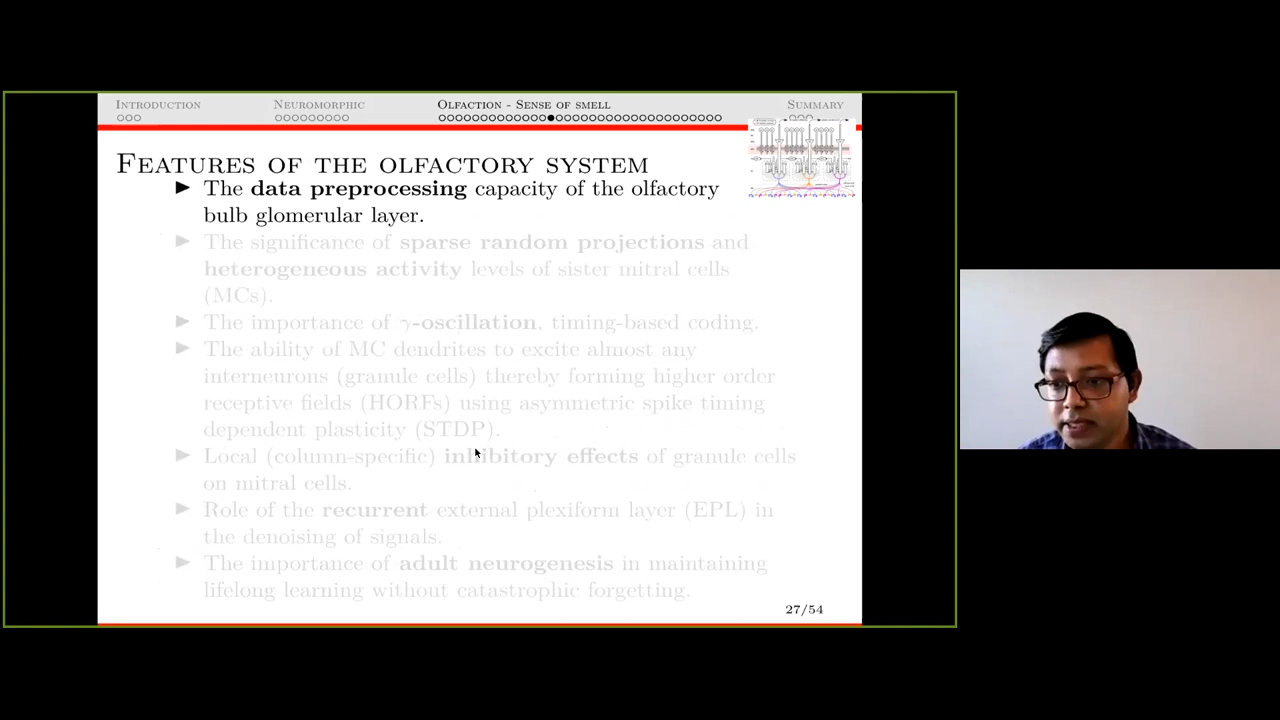 Introduction Neuromorphic Olfaction - Sense of smell Summary
Features of the olfactory system
▶ The data preprocessing capacity of the olfactory
bulb glomerular layer.
▶ The significance of sparse random projections and
heterogeneous activity levels of sister mitral cells
(MCs).
▶ The importance of γ-oscillation, timing-based coding.
▶ The ability of MC dendrites to excite almost any
interneurons (granule cells) thereby forming higher order
receptive fields (HORFs) using asymmetric spike timing
dependent plasticity (STDP).
▶ Local (column-specific) inhibitory effects of granule cells
on mitral cells.
▶ Role of the recurrent external plexiform layer (EPL) in
the denoising of signals.
▶ The importance of adult neurogenesis in maintaining
lifelong learning without catastrophic forgetting.
27/54